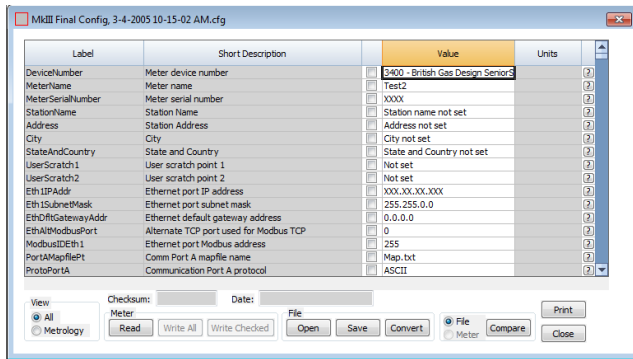 MkIII Final Config, 3-4-2005 10-15-02 AM.cfg
Label Short Description Value Units
DeviceNumber Meter device number 3400 - British Gas Design SeniorS
MeterName Meter name Test2
MeterSerialNumber Meter serial number XXXX
StationName Station Name Station name not set
Address Station Address Address not set
City City City not set
StateAndCountry State and Country State and Country not set
UserScratch1 User scratch point 1 Not set
UserScratch2 User scratch point 2 Not set
Eth1IPAddr Ethernet port IP address XXX.XX.XX.XXX
Eth1SubnetMask Ethernet port subnet mask 255.255.0.0
EthDfltGatewayAddr Ethernet default gateway address 0.0.0.0
EthAltModbusPort Alternate TCP port used for Modbus TCP 0
ModbusIDEth1 Ethernet port Modbus address 255
PortAMapfilePt Comm Port A mapfile name Map.txt
ProtoPortA Communication Port A protocol ASCII
View Checksum: Date:
All Meter File File Print
Metrology Read Write All Write Checked Open Save Convert Meter Compare Close